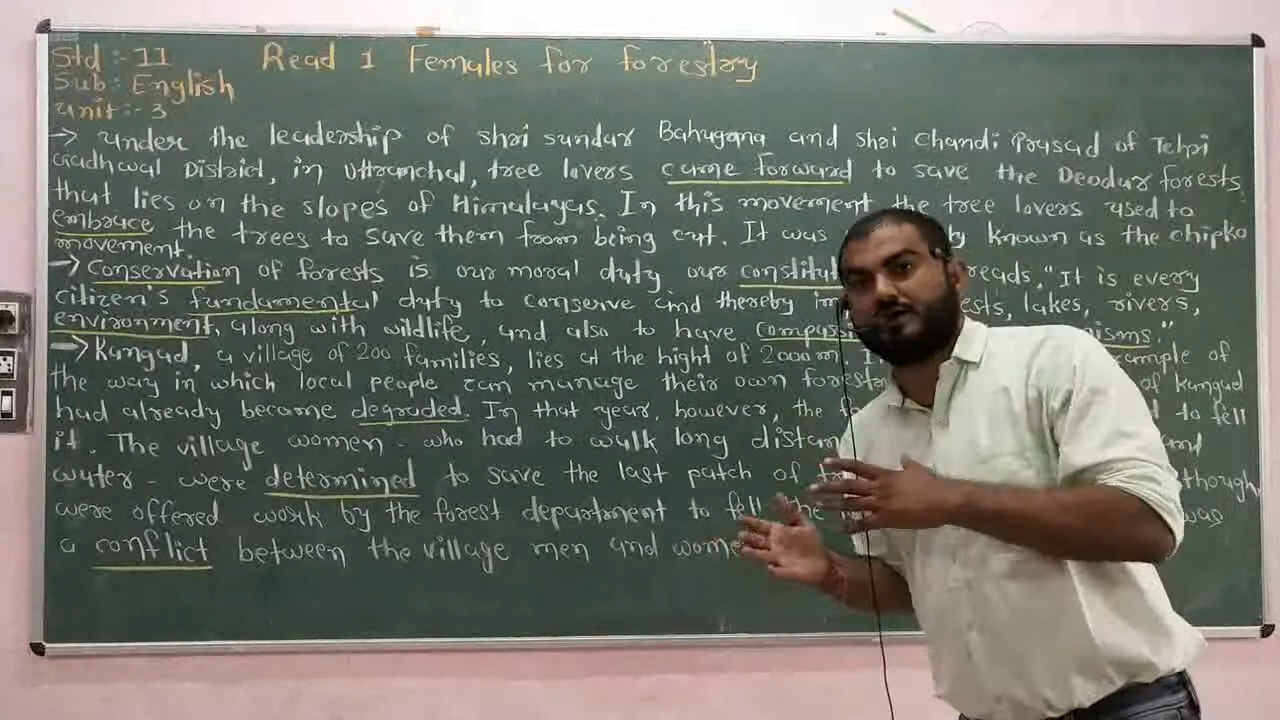 Std :- 11 Read 1 Females for forestry
Sub : English
Unit :- 3
→ Under the leadership of shri sundar Bahuguna and shri Chandi Prasad of Tehri
Gadhwal District, in Uttranchal, tree lovers came forward to save the Deodar forests
that lies on the slopes of Himalayas. In this movement the tree lovers used to
embrace the trees to save them from being cut. It was known as the chipko
movement.
→ Conservation of forests is our moral duty our reads, "It is every
citizen's fundamental duty to conserve and thereby lakes, rivers,
environment, along with wildlife, and also to have
→ Kangad, a village of 200 families, lies at the hight of 2000m of
the way in which local people can manage their own of Kangad
had already became degraded. In that year, however, the to fell
it. The village women - who had to walk long and
water - were determined to save the last patch of though,
were offered work by the forest department to fell the was
a conflict between the village men and